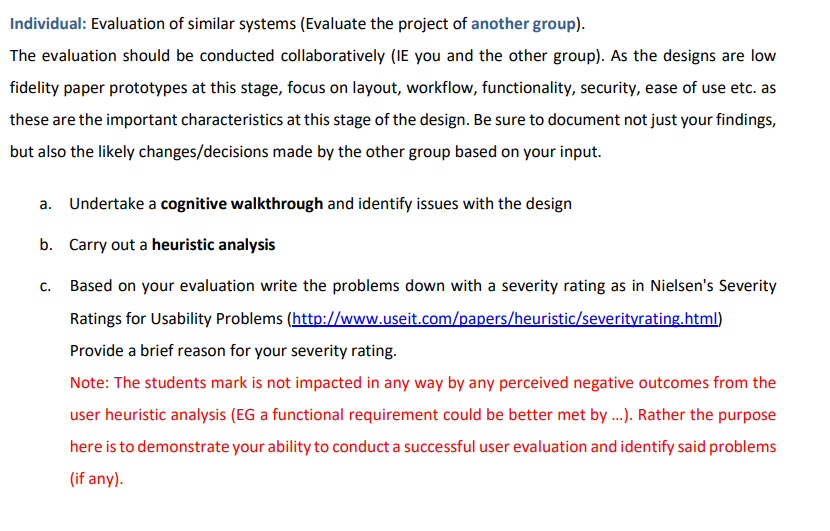 Individual: Evaluation of similar systems (Evaluate the project of another group).
The evaluation should be conducted collaboratively (IE you and the other group). As the designs are low
fidelity paper prototypes at this stage, focus on layout, workflow, functionality, security, ease of use etc. as
these are the important characteristics at this stage of the design. Be sure to document not just your findings,
but also the likely changes/decisions made by the other group based on your input.
a. Undertake a cognitive walkthrough and identify issues with the design
b. Carry out a heuristic analysis
c. Based on your evaluation write the problems down with a severity rating as in Nielsen's Severity
Ratings for Usability Problems (http://www.useit.com/papers/heuristic/severityrating.html)
Provide a brief reason for your severity rating.
Note: The students mark is not impacted in any way by any perceived negative outcomes from the
user heuristic analysis (EG a functional requirement could be better met by …). Rather the purpose
here is to demonstrate your ability to conduct a successful user evaluation and identify said problems
(if any).